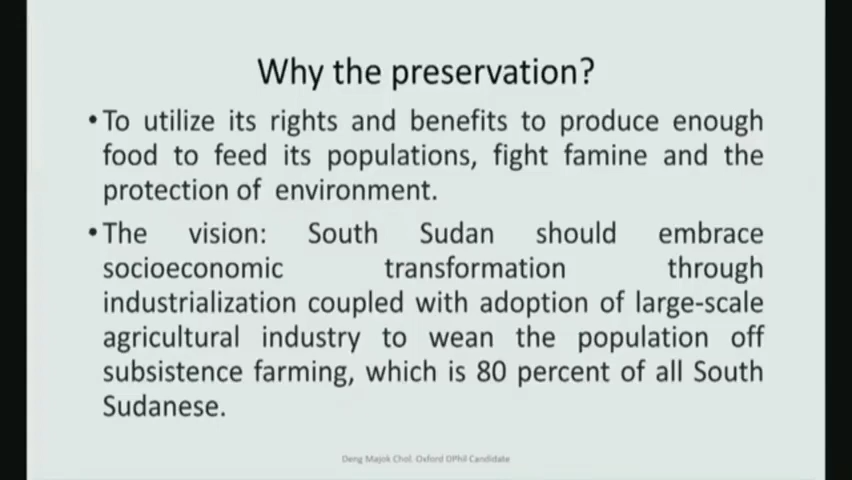 Why the preservation?
• To utilize its rights and benefits to produce enough
food to feed its populations, fight famine and the
protection of environment.
• The vision: South Sudan should embrace
socioeconomic transformation through
industrialization coupled with adoption of large-scale
agricultural industry to wean the population off
subsistence farming, which is 80 percent of all South
Sudanese.
Deng Majok Chol, Oxford DPhil Candidate